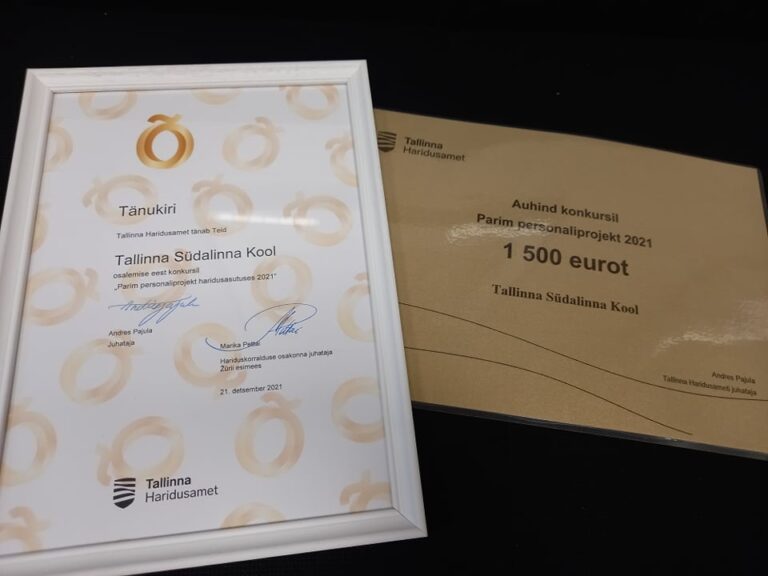 Õ
Tänukiri
Tallinna Haridusamet tänab Teid
Tallinna Südalinna Kool
osalemise eest konkursil
„Parim personaliprojekt haridusasutuses 2021"
Andres Pajula
Juhataja
Marika Pettai
Hariduskorralduse osakonna juhataja
Žürii esimees
21. detsember 2021
Tallinna
Haridusamet
Tallinna
Haridusamet
Auhind konkursil
Parim personaliprojekt 2021
1 500 eurot
Tallinna Südalinna Kool
Andres Pajula
Tallinna Haridusameti juhataja